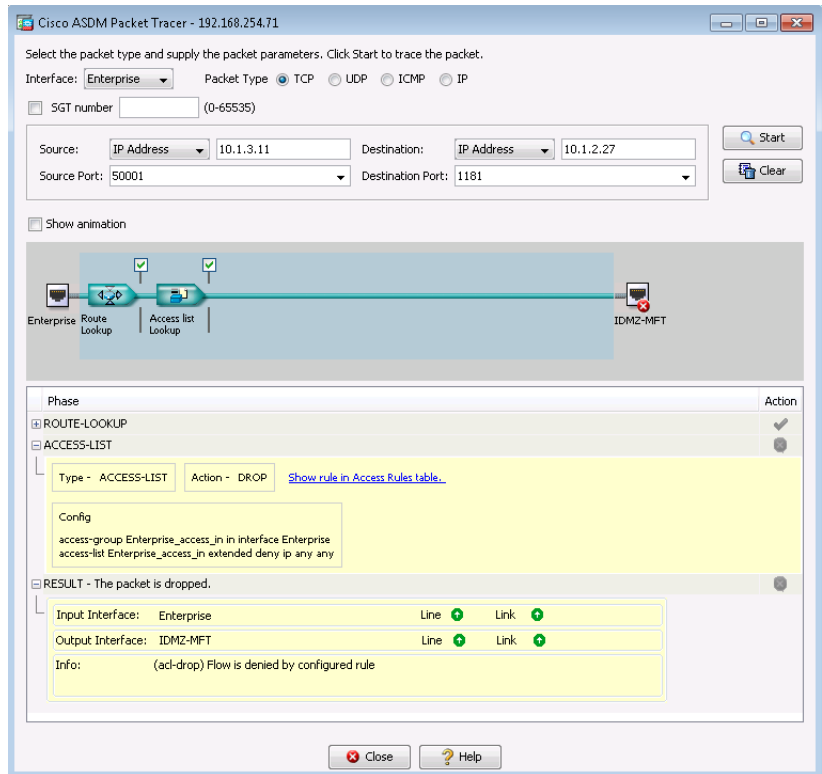 Cisco ASDM Packet Tracer - 192.168.254.71
Select the packet type and supply the packet parameters. Click Start to trace the packet.
Interface: Enterprise Packet Type TCP UDP ICMP IP
SGT number (0-65535)
Source: IP Address 10.1.3.11 Destination: IP Address 10.1.2.27
Start
Source Port: 50001 Destination Port: 1181
Clear
Show animation
Enterprise
Route
Lookup
Access list
Lookup
IDMZ-MFT
Phase Action
ROUTE-LOOKUP
ACCESS-LIST
Type - ACCESS-LIST Action - DROP Show rule in Access Rules table.
Config
access-group Enterprise_access_in in interface Enterprise
access-list Enterprise_access_in extended deny ip any any
RESULT - The packet is dropped.
Input Interface: Enterprise Line Link
Output Interface: IDMZ-MFT Line Link
Info: (acl-drop) Flow is denied by configured rule
Close Help